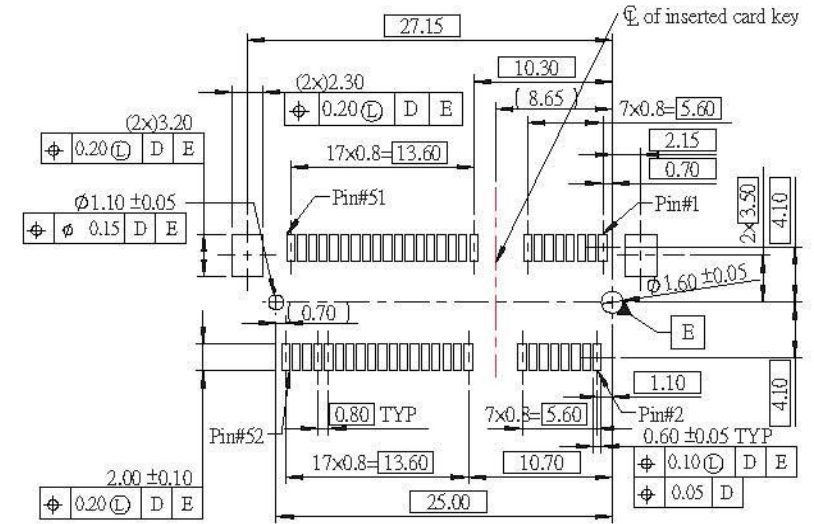 ℄ of inserted card key
27.15
10.30
(2x)2.30
⌖ 0.20Ⓛ D E
( 8.65 )
7x0.8=5.60
(2x)3.20
⌖ 0.20Ⓛ D E
2.15
17x0.8=13.60
0.70
Ø1.10 ±0.05
⌖ ø 0.15 D E
Pin#51
Pin#1
2x3.50
4.10
Ø1.60 ±0.05
( 0.70 )
E
1.10
4.10
0.80 TYP
7x0.8=5.60
Pin#2
Pin#52
0.60 ±0.05 TYP
17x0.8=13.60
10.70
⌖ 0.10Ⓛ D E
⌖ 0.05 D
2.00 ±0.10
⌖ 0.20Ⓛ D E
25.00